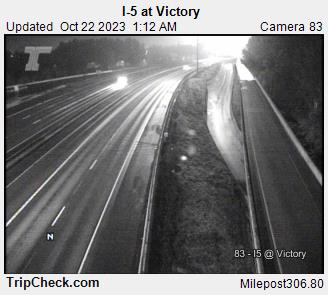 I-5 at Victory
Updated Oct 22 2023 1:12 AM Camera 83
T
N
83 - I5 @ Victory
TripCheck.com Milepost306.80